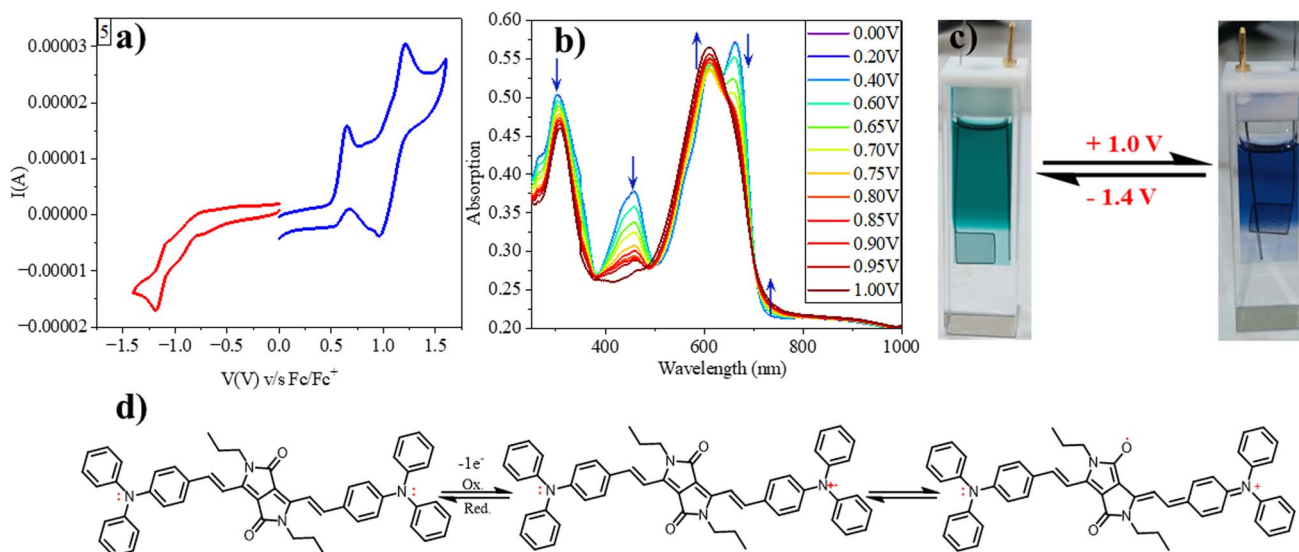 5
a)
0.00003
0.00002
0.00001
0.00000
−0.00001
−0.00002
I(A)
−1.5 −1.0 −0.5 0.0 0.5 1.0 1.5
V(V) v/s Fc/Fc⁺
b)
0.60
0.55
0.50
0.45
0.40
0.35
0.30
0.25
0.20
Absorption
400 600 800 1000
Wavelength (nm)
0.00V
0.20V
0.40V
0.60V
0.65V
0.70V
0.75V
0.80V
0.85V
0.90V
0.95V
1.00V
c)
+ 1.0 V
- 1.4 V
d)
N
:
N
O
O
N
N
:
-1e⁻
Ox.
Red.
N
:
N
O
O
N
N
+•
N
:
N
O
•
O
N
N
+